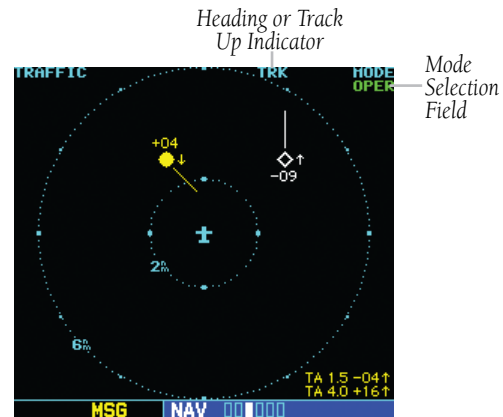 Heading or Track
Up Indicator
TRAFFIC
TRK
MODE
OPER
Mode
Selection
Field
+04
↓
↑
-09
2nm
6nm
TA 1.5 -04↑
TA 4.0 +16↑
MSG
NAV